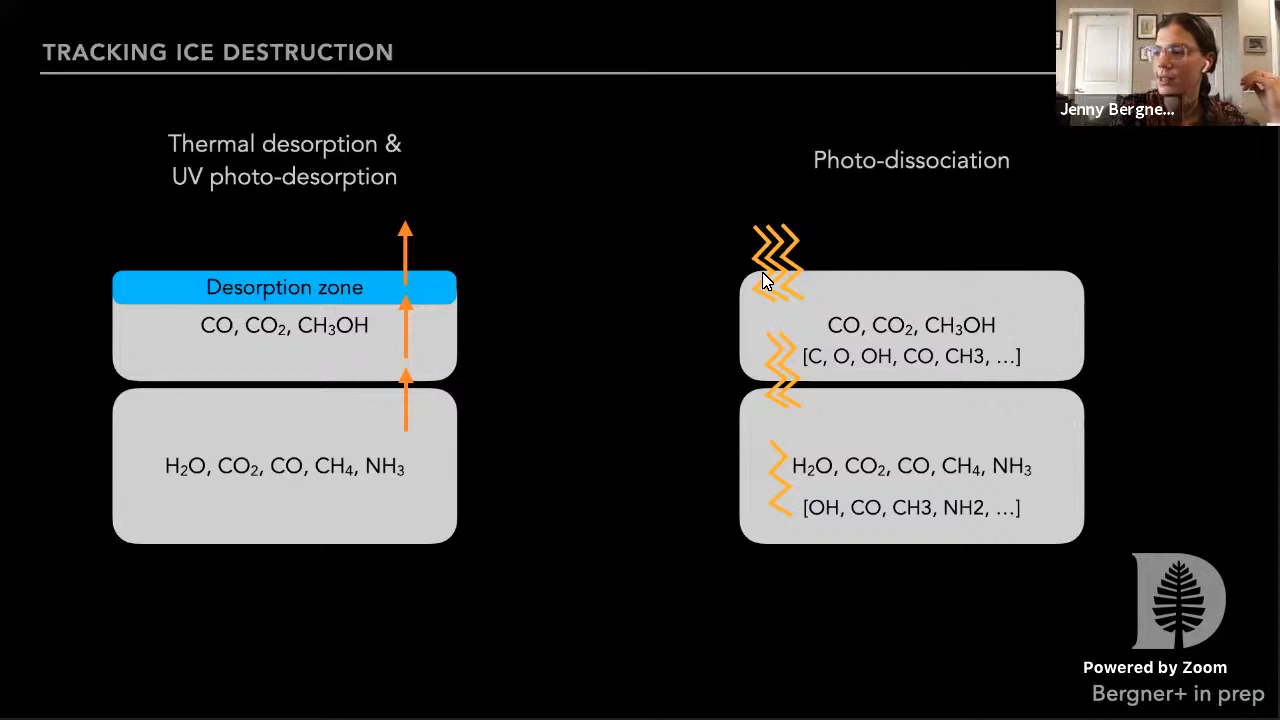 TRACKING ICE DESTRUCTION
Jenny Bergne...
Thermal desorption &
UV photo-desorption
Desorption zone
CO, CO₂, CH₃OH
H₂O, CO₂, CO, CH₄, NH₃
Photo-dissociation
CO, CO₂, CH₃OH
[C, O, OH, CO, CH3, ...]
H₂O, CO₂, CO, CH₄, NH₃
[OH, CO, CH3, NH2, ...]
D
Powered by Zoom
Bergner+ in prep